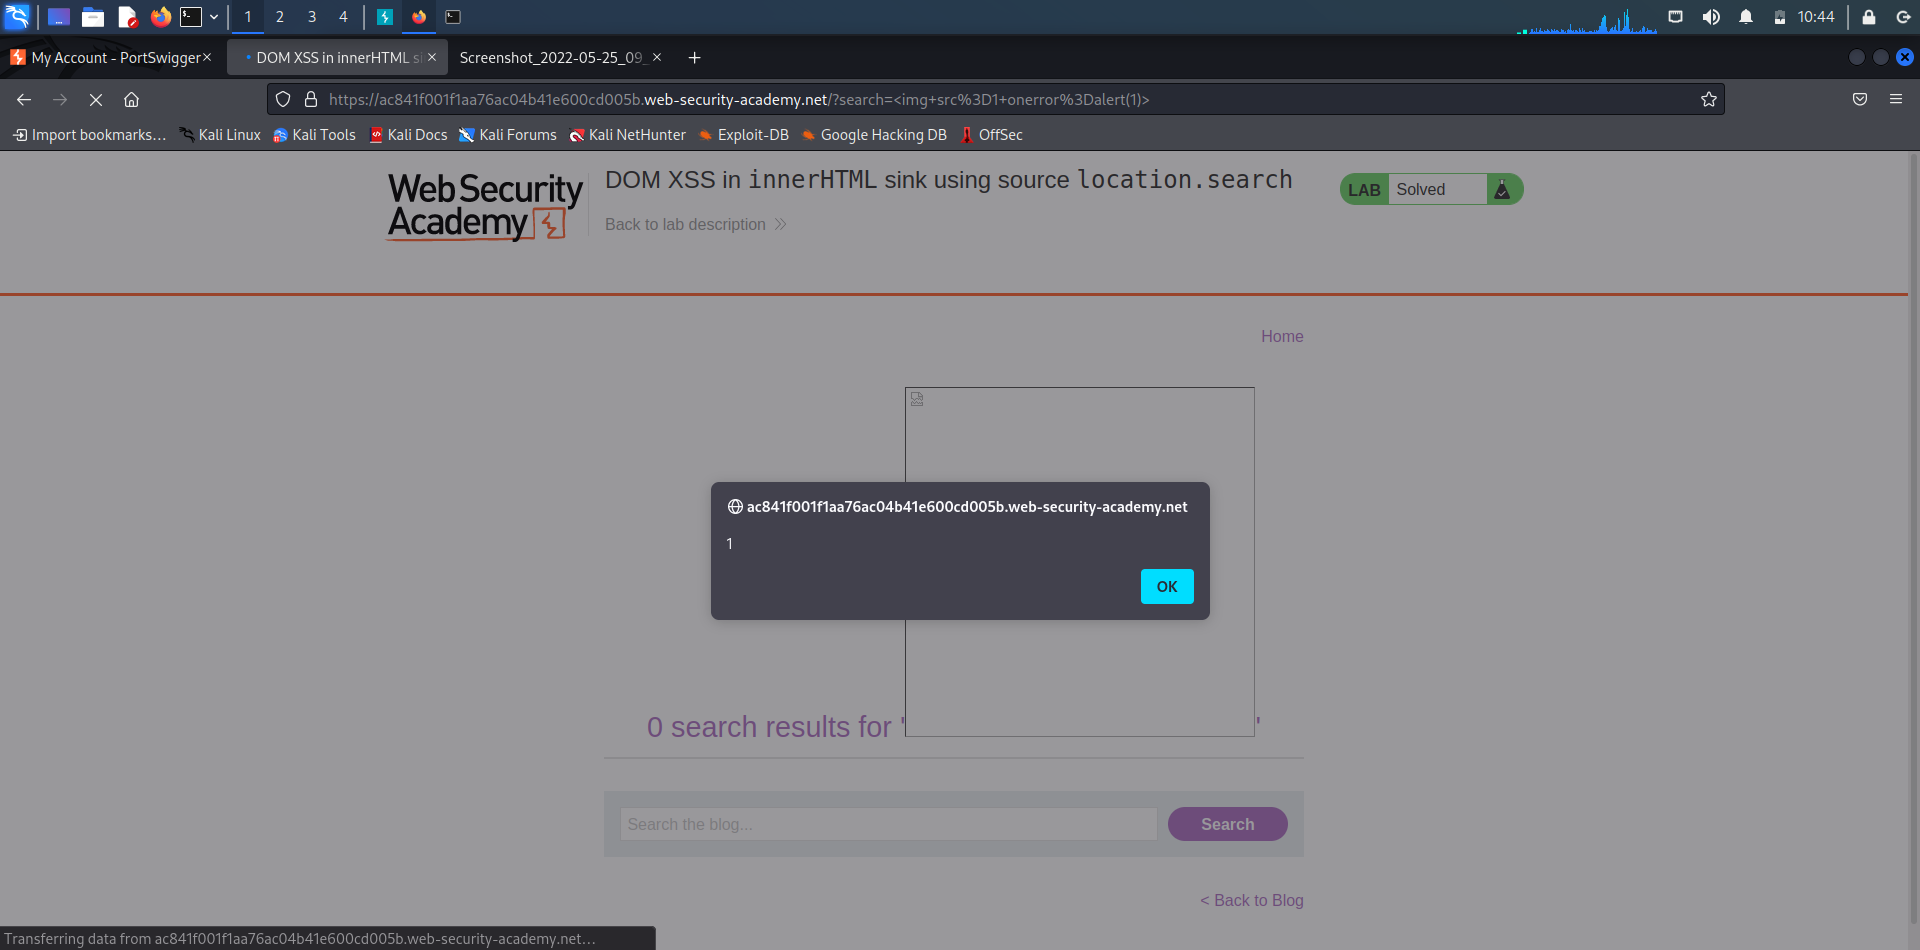 1 2 3 4 10:44
My Account - PortSwigger DOM XSS in innerHTML si Screenshot_2022-05-25_09_
https://ac841f001f1aa76ac04b41e600cd005b.web-security-academy.net/?search=<img+src%3D1+onerror%3Dalert(1)>
Import bookmarks... Kali Linux Kali Tools Kali Docs Kali Forums Kali NetHunter Exploit-DB Google Hacking DB OffSec
Web Security
Academy
DOM XSS in innerHTML sink using source location.search
Back to lab description
LAB Solved
Home
ac841f001f1aa76ac04b41e600cd005b.web-security-academy.net
1
OK
0 search results for ' '
Search the blog...
Search
< Back to Blog
Transferring data from ac841f001f1aa76ac04b41e600cd005b.web-security-academy.net...